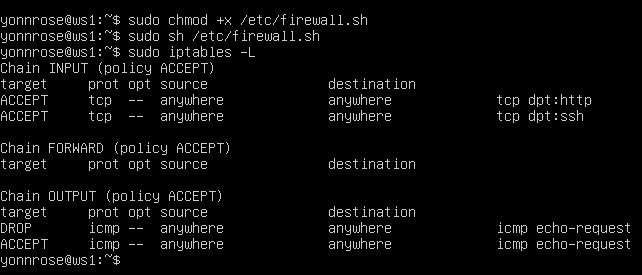 yonnrose@ws1:~$ sudo chmod +x /etc/firewall.sh
yonnrose@ws1:~$ sudo sh /etc/firewall.sh
yonnrose@ws1:~$ sudo iptables -L
Chain INPUT (policy ACCEPT)
target     prot opt source               destination
ACCEPT     tcp  --  anywhere             anywhere             tcp dpt:http
ACCEPT     tcp  --  anywhere             anywhere             tcp dpt:ssh

Chain FORWARD (policy ACCEPT)
target     prot opt source               destination

Chain OUTPUT (policy ACCEPT)
target     prot opt source               destination
DROP       icmp --  anywhere             anywhere             icmp echo-request
ACCEPT     icmp --  anywhere             anywhere             icmp echo-request
yonnrose@ws1:~$